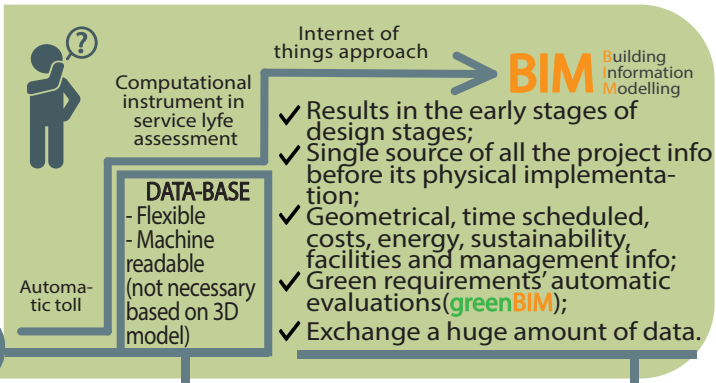 ?
Internet of
things approach
BIM
Building
Information
Modelling
Computational
instrument in
service lyfe
assessment
Automa-
tic toll
DATA-BASE
- Flexible
- Machine
readable
(not necessary
based on 3D
model)
✓ Results in the early stages of
design stages;
✓ Single source of all the project info
before its physical implementa-
tion;
✓ Geometrical, time scheduled,
costs, energy, sustainability,
facilities and management info;
✓ Green requirements' automatic
evaluations(greenBIM);
✓ Exchange a huge amount of data.